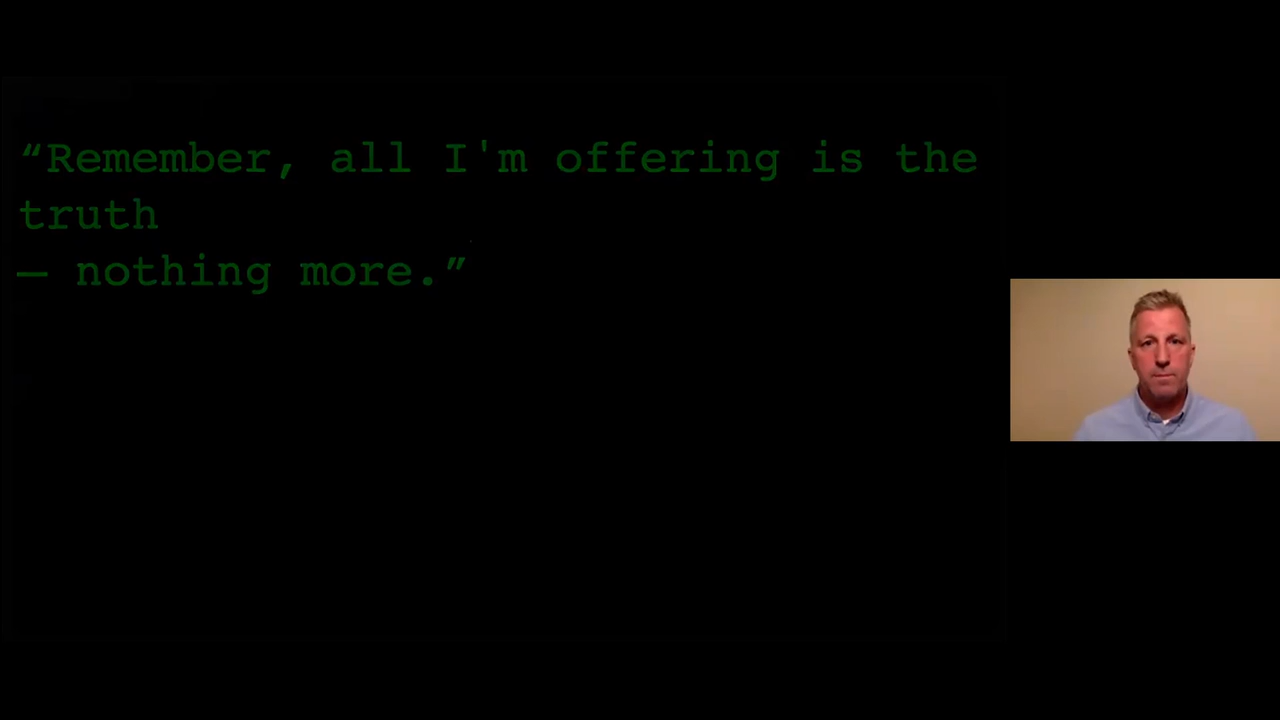 “Remember, all I'm offering is the
truth
– nothing more.”